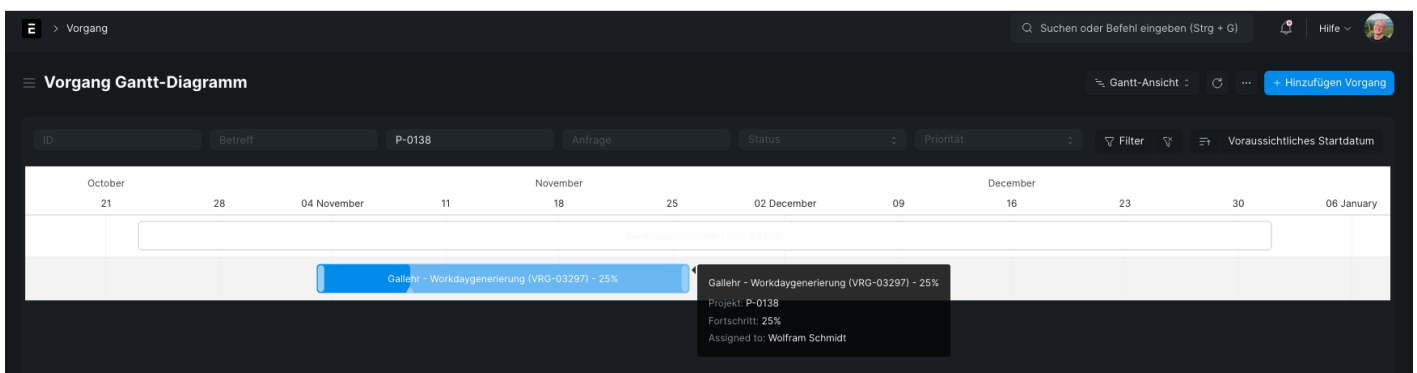 E > Vorgang
Suchen oder Befehl eingeben (Strg + G)
Hilfe
Vorgang Gantt-Diagramm
Gantt-Ansicht
...
+ Hinzufügen Vorgang
ID
Betreff
P-0138
Anfrage
Status
Priorität
Filter
Voraussichtliches Startdatum
October November December
21 28 04 November 11 18 25 02 December 09 16 23 30 06 January
Gallehr - Workdaygenerierung (VRG-03297) - 25%
Gallehr - Workdaygenerierung (VRG-03297) - 25%
Projekt: P-0138
Fortschritt: 25%
Assigned to: Wolfram Schmidt